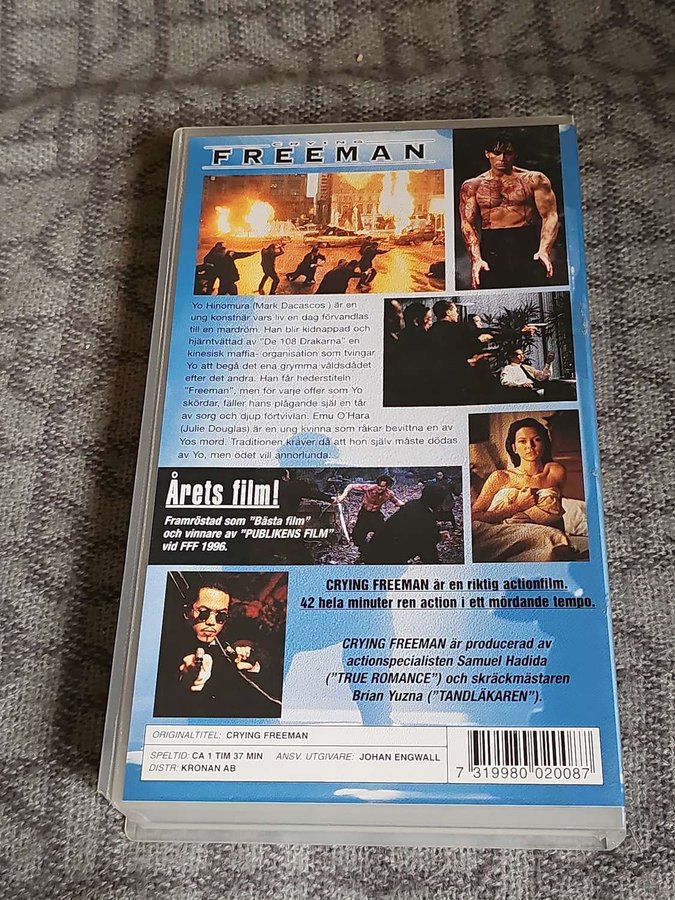 CRYING
FREEMAN
Yo Hinomura (Mark Dacascos ) är en
ung konstnär vars liv en dag förvandlas
till en mardröm. Han blir kidnappad och
hjärntvättad av "De 108 Drakarna" en
kinesisk maffia- organisation som tvingar
Yo att begå det ena grymma våldsdådet
efter det andra. Han får hederstiteln
"Freeman", men för varje offer som Yo
skördar, fäller hans plågande själ en tår
av sorg och djup förtvivlan. Emu O'Hara
(Julie Douglas) är en ung kvinna som råkar bevittna en av
Yos mord. Traditionen kräver då att hon själv måste dödas
av Yo, men ödet vill annorlunda.
Årets film!
Framröstad som "Bästa film"
och vinnare av "PUBLIKENS FILM"
vid FFF 1996.
CRYING FREEMAN är en riktig actionfilm.
42 hela minuter ren action i ett mördande tempo.
CRYING FREEMAN är producerad av
actionspecialisten Samuel Hadida
("TRUE ROMANCE") och skräckmästaren
Brian Yuzna ("TANDLÄKAREN").
ORIGINALTITEL: CRYING FREEMAN
SPELTID: CA 1 TIM 37 MIN ANSV. UTGIVARE: JOHAN ENGWALL
DISTR: KRONAN AB
7 319980 020087